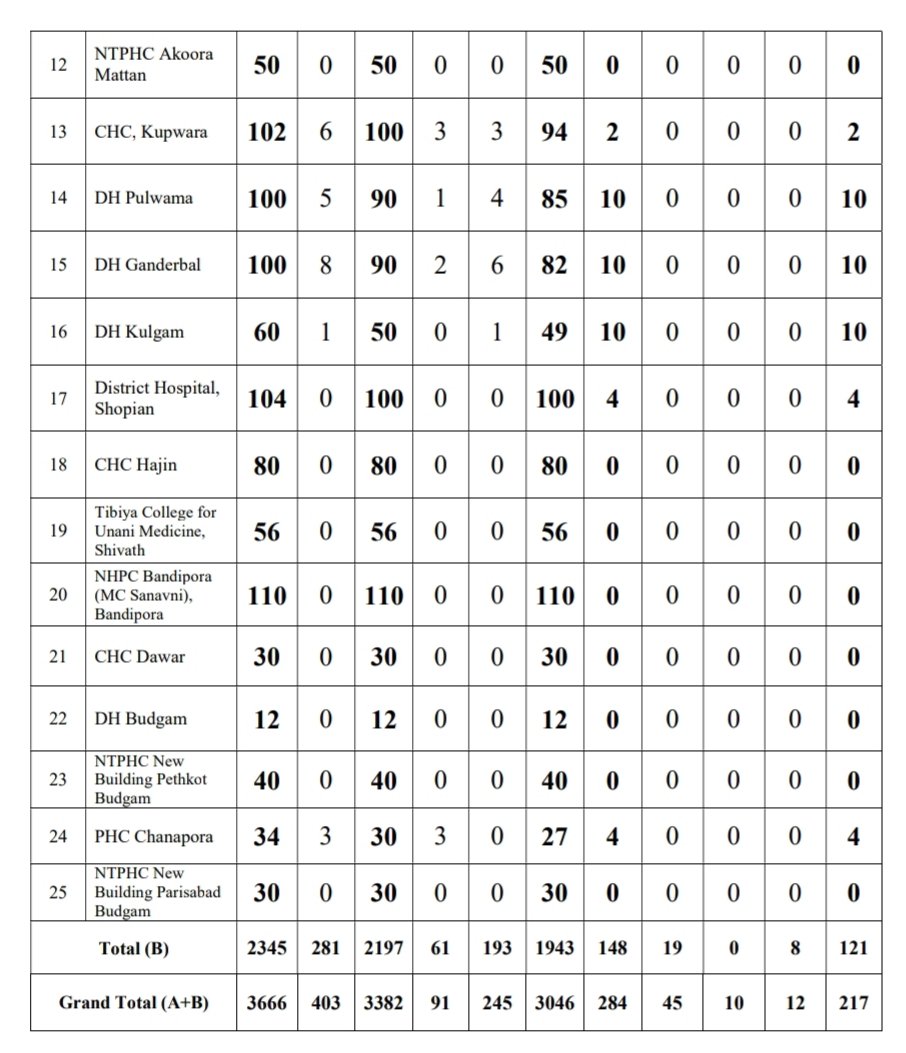 12 NTPHC Akoora Mattan 50 0 50 0 0 50 0 0 0 0 0
13 CHC, Kupwara 102 6 100 3 3 94 2 0 0 0 2
14 DH Pulwama 100 5 90 1 4 85 10 0 0 0 10
15 DH Ganderbal 100 8 90 2 6 82 10 0 0 0 10
16 DH Kulgam 60 1 50 0 1 49 10 0 0 0 10
17 District Hospital, Shopian 104 0 100 0 0 100 4 0 0 0 4
18 CHC Hajin 80 0 80 0 0 80 0 0 0 0 0
19 Tibiya College for Unani Medicine, Shivath 56 0 56 0 0 56 0 0 0 0 0
20 NHPC Bandipora (MC Sanavni), Bandipora 110 0 110 0 0 110 0 0 0 0 0
21 CHC Dawar 30 0 30 0 0 30 0 0 0 0 0
22 DH Budgam 12 0 12 0 0 12 0 0 0 0 0
23 NTPHC New Building Pethkot Budgam 40 0 40 0 0 40 0 0 0 0 0
24 PHC Chanapora 34 3 30 3 0 27 4 0 0 0 4
25 NTPHC New Building Parisabad Budgam 30 0 30 0 0 30 0 0 0 0 0
Total (B) 2345 281 2197 61 193 1943 148 19 0 8 121
Grand Total (A+B) 3666 403 3382 91 245 3046 284 45 10 12 217